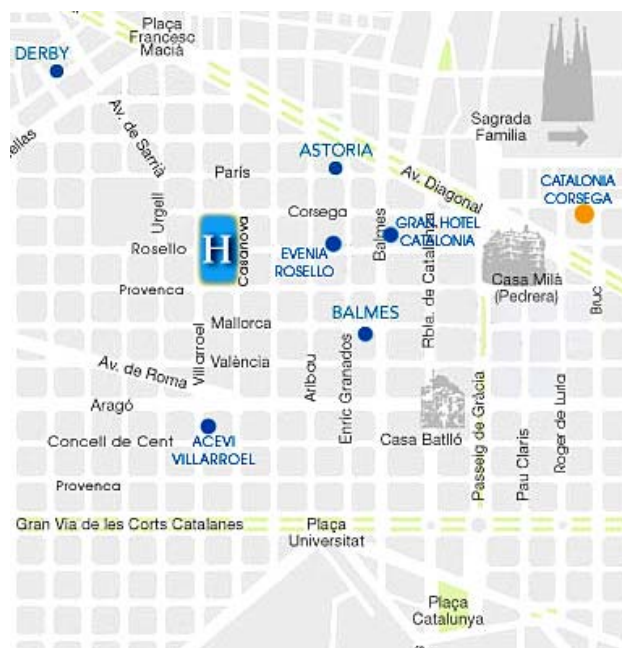 Plaça
Francesc
Macià
DERBY
Av. de Sarrià
Sagrada
Familia
ASTORIA
París
Av. Diagonal
CATALONIA
CORSEGA
Urgell
Corsega
Balmes
GRAN HOTEL
CATALONIA
Rosello
H
Casanova
EVENIA
ROSELLO
Rbla. de Catalunza
Casa Milà
(Pedrera)
Provenca
Bruc
BALMES
Mallorca
Villarroel
València
Av. de Roma
Aribau
Enric Granados
Aragó
Passeig de Gràcia
Pau Claris
Roger de Luria
Concell de Cent
ACEVI
VILLARROEL
Casa Batlló
Provenca
Gran Via de les Corts Catalanes
Plaça
Universitat
Plaça
Catalunya